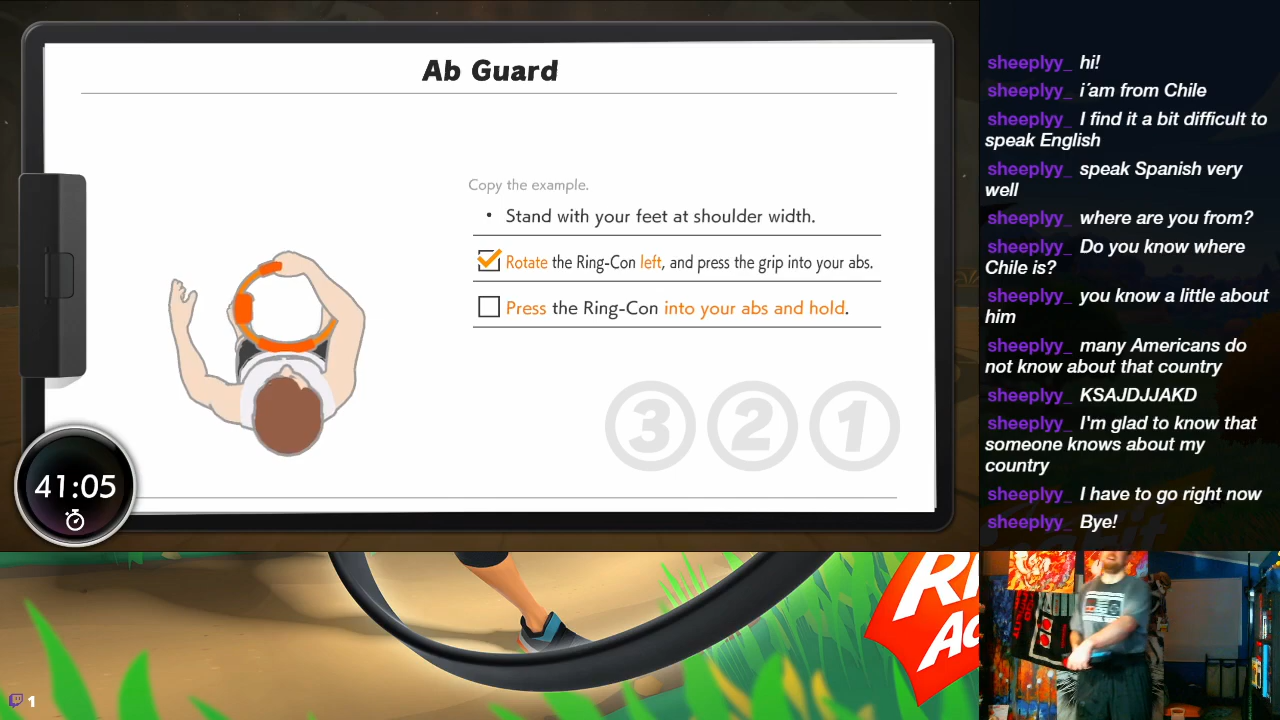 Ab Guard
Copy the example.
• Stand with your feet at shoulder width.
Rotate the Ring-Con left, and press the grip into your abs.
Press the Ring-Con into your abs and hold.
3 2 1
41:05
sheeplyy_ hi!
sheeplyy_ i´am from Chile
sheeplyy_ I find it a bit difficult to
speak English
sheeplyy_ speak Spanish very
well
sheeplyy_ where are you from?
sheeplyy_ Do you know where
Chile is?
sheeplyy_ you know a little about
him
sheeplyy_ many Americans do
not know about that country
sheeplyy_ KSAJDJJAKD
sheeplyy_ I'm glad to know that
someone knows about my
country
sheeplyy_ I have to go right now
sheeplyy_ Bye!
1